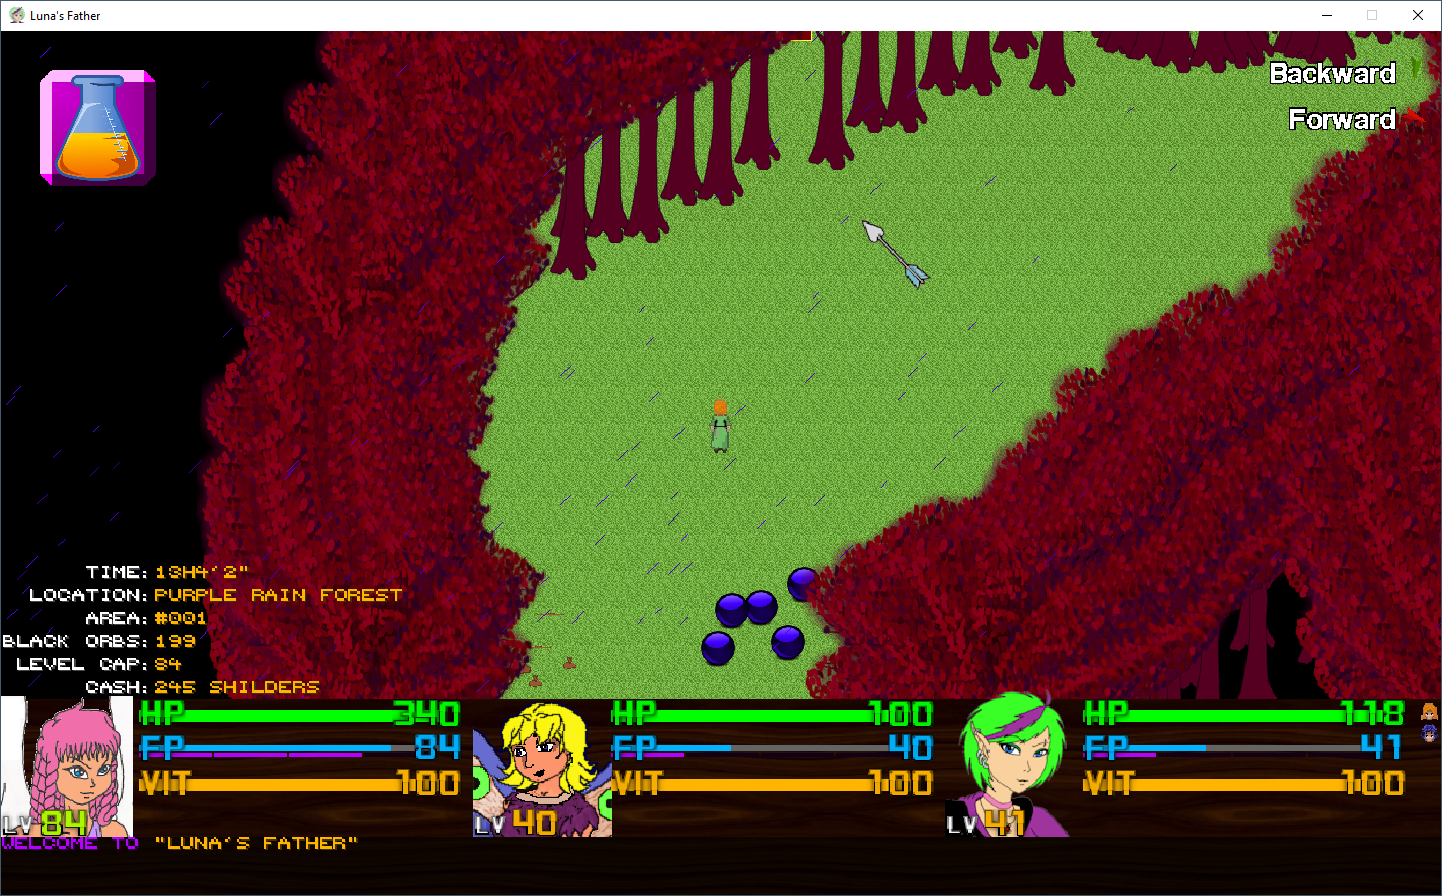 Luna's Father
Backward
Forward
TIME: 13H4'2"
LOCATION: PURPLE RAIN FOREST
AREA: #001
BLACK ORBS: 199
LEVEL CAP: 84
CASH: 245 SHILDERS
HP 340
FP 84
VIT 100
LV 84
HP 100
FP 40
VIT 100
LV 40
HP 118
FP 41
VIT 100
LV 41
WELCOME TO "LUNA'S FATHER"